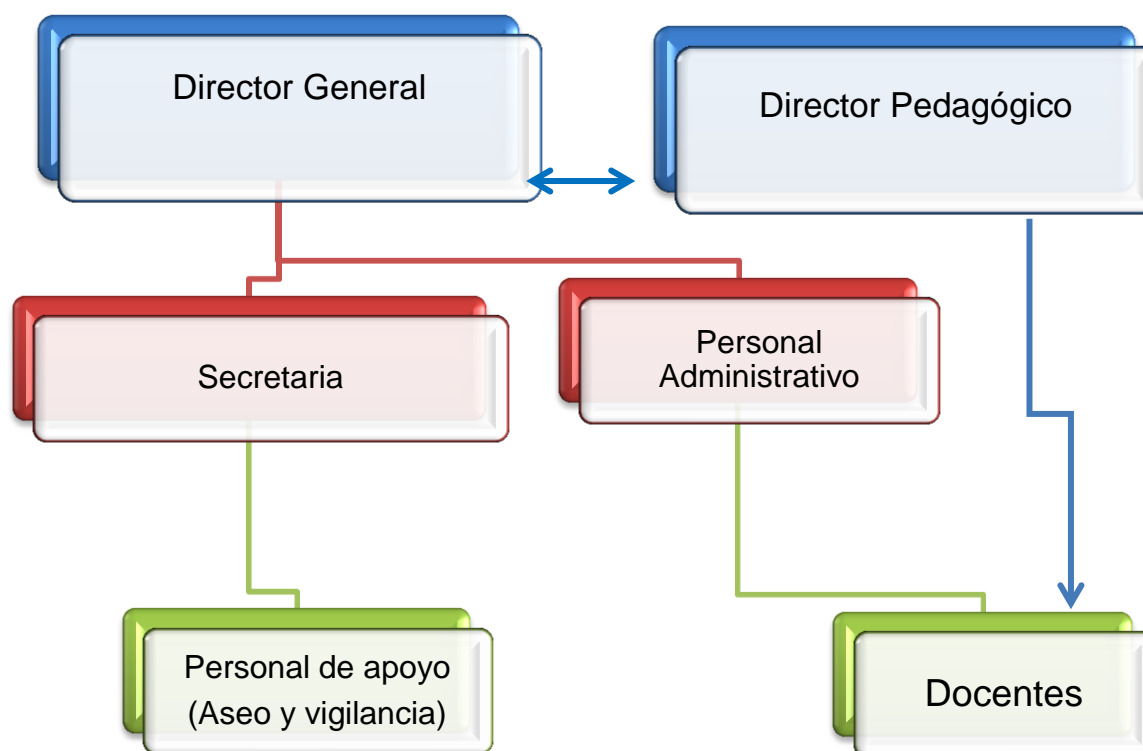 Director General
Director Pedagógico
Secretaria
Personal
Administrativo
Personal de apoyo
(Aseo y vigilancia)
Docentes